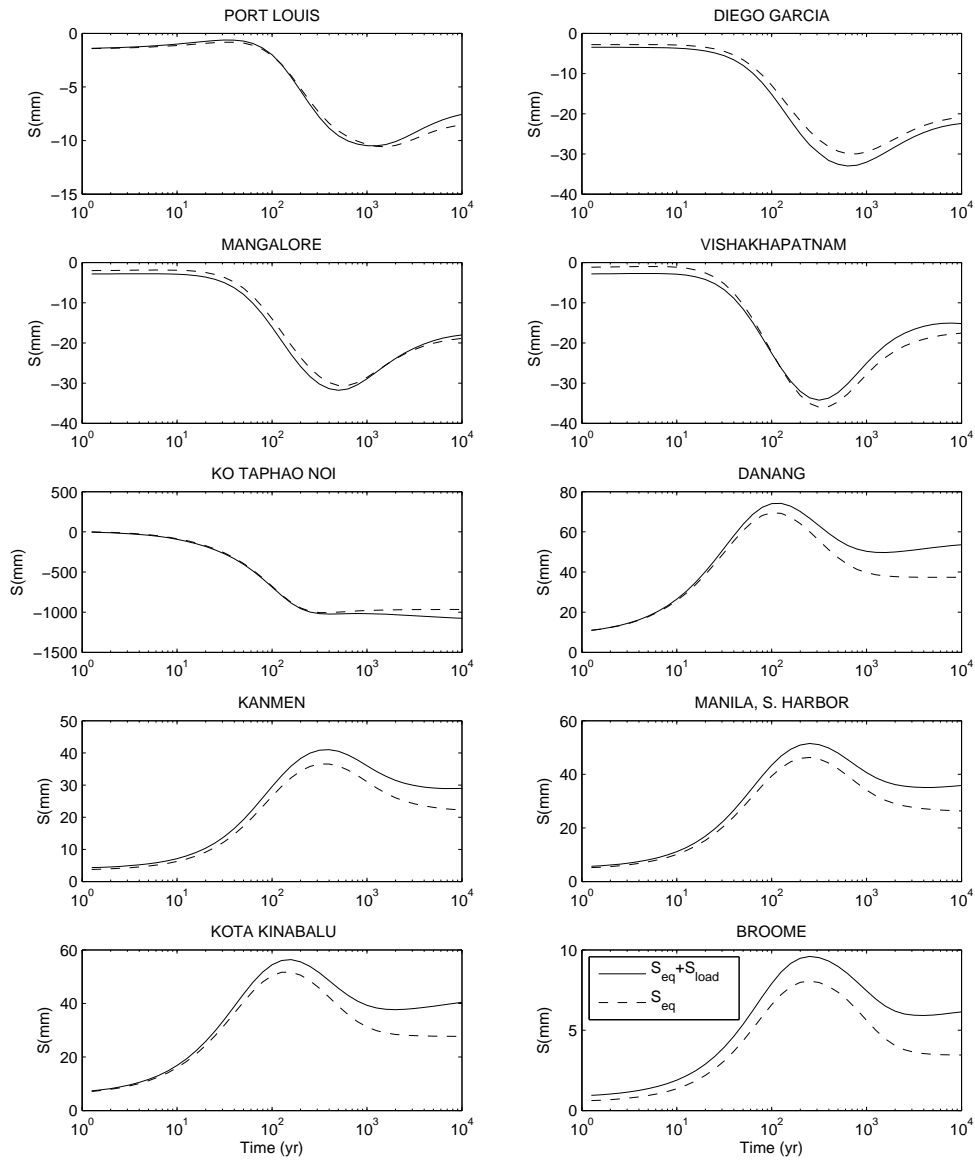 PORT LOUIS
0
−5
−10
−15
S(mm)
10^0 10^1 10^2 10^3 10^4
DIEGO GARCIA
0
−10
−20
−30
−40
S(mm)
10^0 10^1 10^2 10^3 10^4
MANGALORE
0
−10
−20
−30
−40
S(mm)
10^0 10^1 10^2 10^3 10^4
VISHAKHAPATNAM
0
−10
−20
−30
−40
S(mm)
10^0 10^1 10^2 10^3 10^4
KO TAPHAO NOI
500
0
−500
−1000
−1500
S(mm)
10^0 10^1 10^2 10^3 10^4
DANANG
80
60
40
20
0
S(mm)
10^0 10^1 10^2 10^3 10^4
KANMEN
50
40
30
20
10
0
S(mm)
10^0 10^1 10^2 10^3 10^4
MANILA, S. HARBOR
60
40
20
0
S(mm)
10^0 10^1 10^2 10^3 10^4
KOTA KINABALU
60
40
20
0
S(mm)
10^0 10^1 10^2 10^3 10^4
Time (yr)
BROOME
10
5
0
S(mm)
S_eq+S_load
S_eq
10^0 10^1 10^2 10^3 10^4
Time (yr)